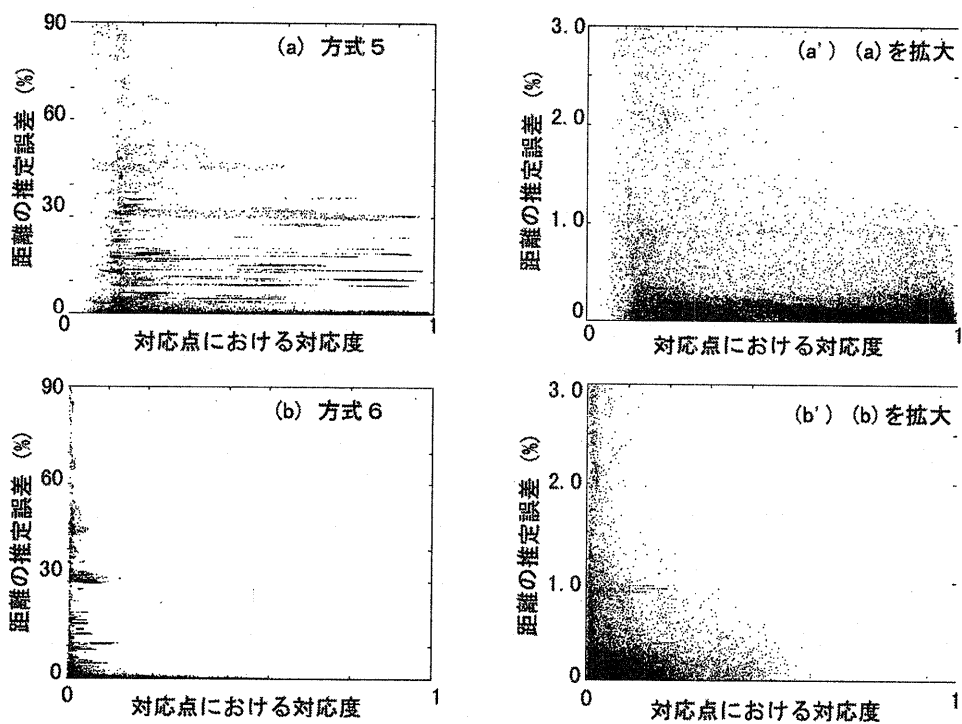 90
60
30
0
距離の推定誤差 (%)
(a) 方式5
0
1
対応点における対応度
3.0
2.0
1.0
0
距離の推定誤差 (%)
(a') (a)を拡大
0
1
対応点における対応度
90
60
30
0
距離の推定誤差 (%)
(b) 方式6
0
1
対応点における対応度
3.0
2.0
1.0
0
距離の推定誤差 (%)
(b') (b)を拡大
0
1
対応点における対応度